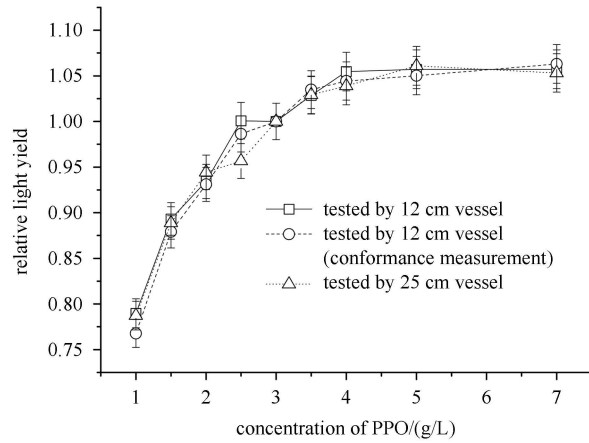 1.10
1.05
1.00
0.95
0.90
0.85
0.80
0.75
relative light yield
tested by 12 cm vessel
tested by 12 cm vessel
(conformance measurement)
tested by 25 cm vessel
1 2 3 4 5 6 7
concentration of PPO/(g/L)